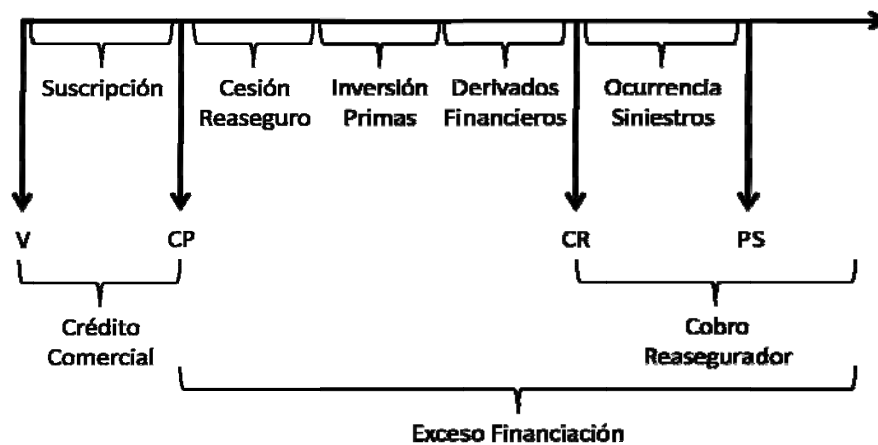 Suscripción
Cesión
Reaseguro
Inversión
Primas
Derivados
Financieros
Ocurrencia
Siniestros
V
CP
CR
PS
Crédito
Comercial
Cobro
Reasegurador
Exceso Financiación